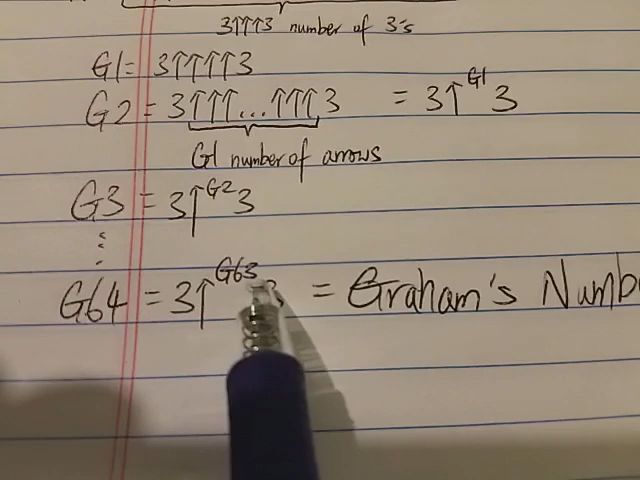 3↑↑↑3 number of 3's
G1= 3↑↑↑↑3
G2 = 3↑↑↑...↑↑↑3 = 3↑^G1 3
G1 number of arrows
G3 = 3↑^G2 3
⋮
G64 = 3↑^G63 3 = Graham's Numb